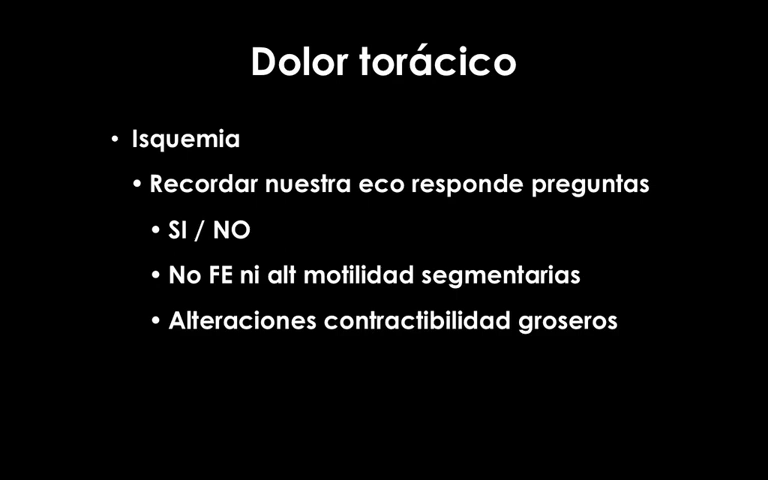 Dolor torácico
• Isquemia
• Recordar nuestra eco responde preguntas
• SI / NO
• No FE ni alt motilidad segmentarias
• Alteraciones contractibilidad groseros